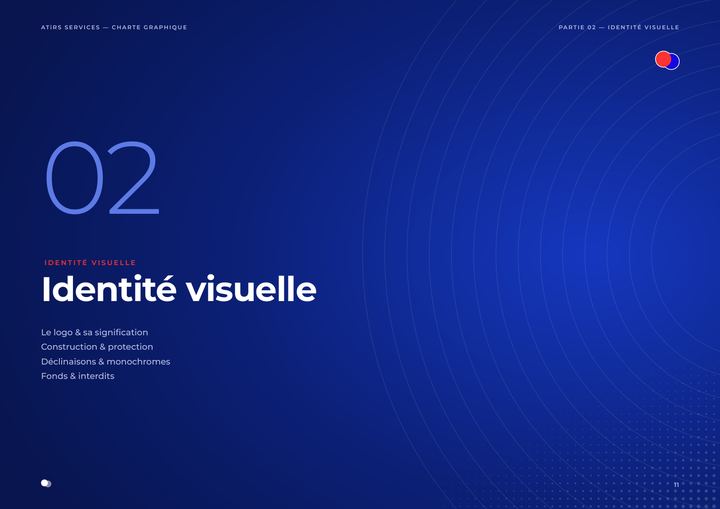 ATiRS SERVICES — CHARTE GRAPHIQUE
PARTIE 02 — IDENTITÉ VISUELLE
02
IDENTITÉ VISUELLE
Identité visuelle
Le logo & sa signification
Construction & protection
Déclinaisons & monochromes
Fonds & interdits
11